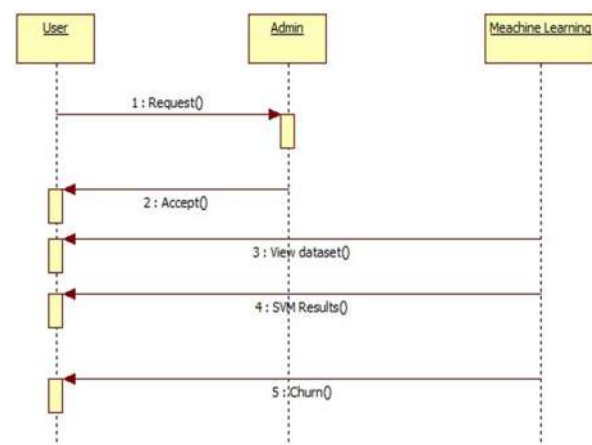 User
Admin
Meachine Learning
1 : Request()
2 : Accept()
3 : View dataset()
4 : SVM Results()
5 : Churn()